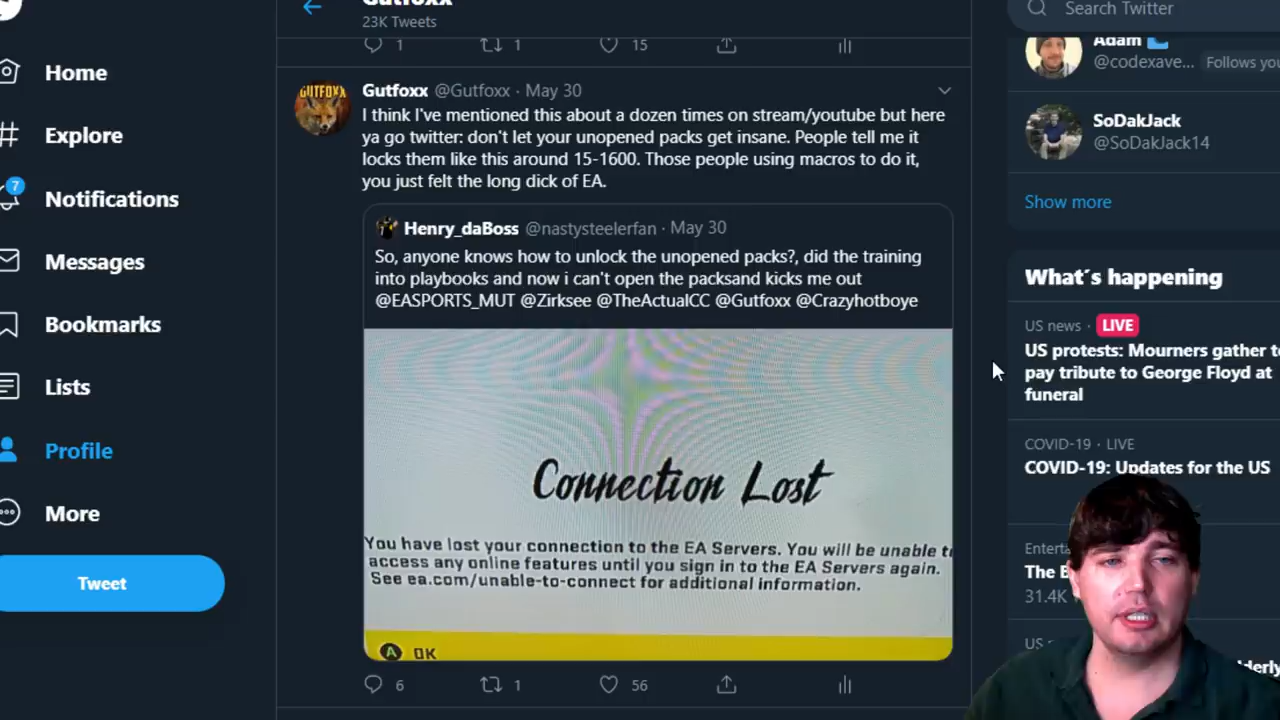 Gutfoxx
23K Tweets
Search Twitter
1 1 15
Adam
@codexave... Follows you
Home
Explore
Notifications
7
Messages
Bookmarks
Lists
Profile
More
Tweet
GUTFOXX
Gutfoxx @Gutfoxx · May 30
I think I've mentioned this about a dozen times on stream/youtube but here
ya go twitter: don't let your unopened packs get insane. People tell me it
locks them like this around 15-1600. Those people using macros to do it,
you just felt the long dick of EA.
Henry_daBoss @nastysteelerfan · May 30
So, anyone knows how to unlock the unopened packs?, did the training
into playbooks and now i can't open the packsand kicks me out
@EASPORTS_MUT @Zirksee @TheActualCC @Gutfoxx @Crazyhotboye
Connection Lost
You have lost your connection to the EA Servers. You will be unable t
access any online features until you sign in to the EA Servers again.
See ea.com/unable-to-connect for additional information.
A OK
6 1 56
SoDakJack
@SoDakJack14
Show more
What's happening
US news · LIVE
US protests: Mourners gather to
pay tribute to George Floyd at
funeral
COVID-19 · LIVE
COVID-19: Updates for the US
Enterta
The B
31.4K
US